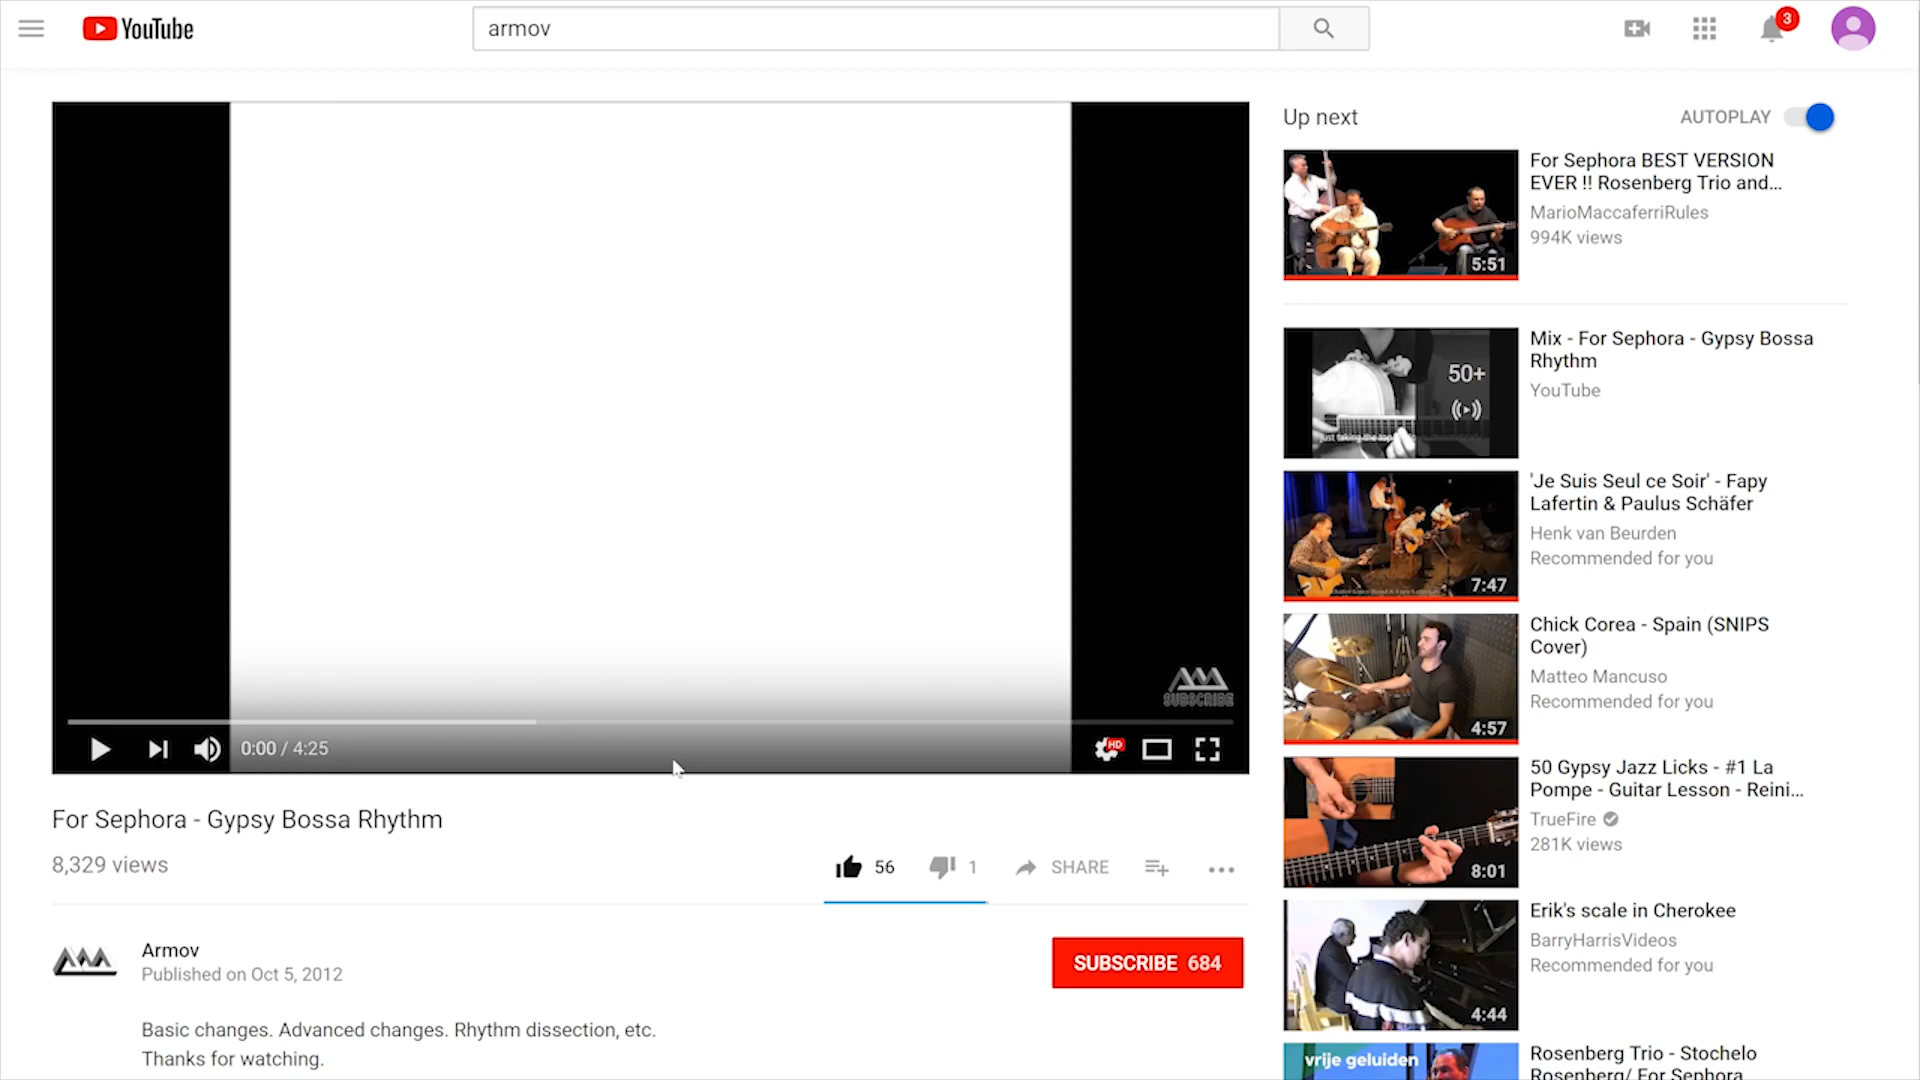 YouTube
armov
3
SUBSCRIBE
0:00 / 4:25
HD
For Sephora - Gypsy Bossa Rhythm
8,329 views
56
1
SHARE
Armov
Published on Oct 5, 2012
SUBSCRIBE 684
Basic changes. Advanced changes. Rhythm dissection, etc.
Thanks for watching.
Up next
AUTOPLAY
5:51
For Sephora BEST VERSION
EVER !! Rosenberg Trio and...
MarioMaccaferriRules
994K views
50+
just taking the top
Mix - For Sephora - Gypsy Bossa
Rhythm
YouTube
7:47
'Je Suis Seul ce Soir' - Fapy
Lafertin & Paulus Schäfer
Henk van Beurden
Recommended for you
4:57
Chick Corea - Spain (SNIPS
Cover)
Matteo Mancuso
Recommended for you
8:01
50 Gypsy Jazz Licks - #1 La
Pompe - Guitar Lesson - Reini...
TrueFire
281K views
4:44
Erik's scale in Cherokee
BarryHarrisVideos
Recommended for you
vrije geluiden
Rosenberg Trio - Stochelo
Rosenberg/ For Sephora